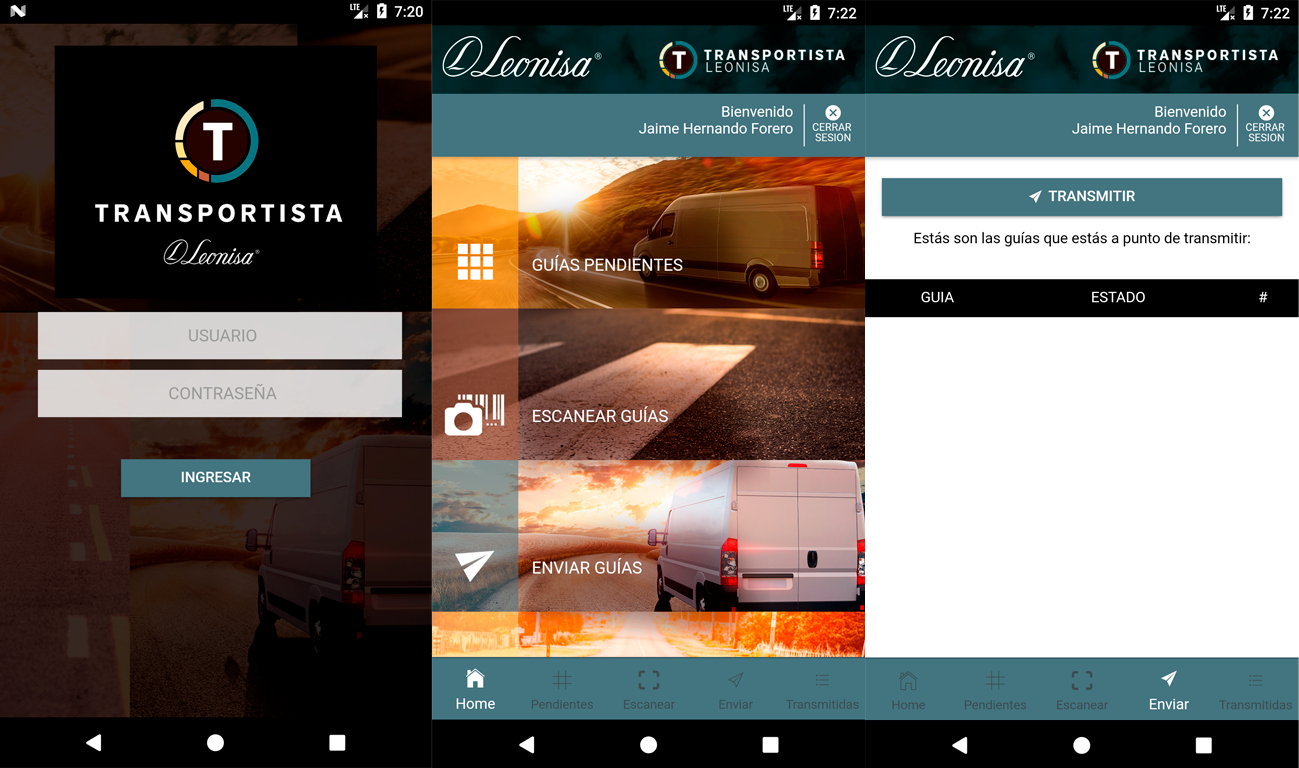 LTE 7:20
T
TRANSPORTISTA
Leonisa®
USUARIO
CONTRASEÑA
INGRESAR
LTE 7:22
Leonisa®
T
TRANSPORTISTA
LEONISA
Bienvenido
Jaime Hernando Forero
CERRAR
SESION
GUÍAS PENDIENTES
ESCANEAR GUÍAS
ENVIAR GUÍAS
Home Pendientes Escanear Enviar Transmitidas
LTE 7:22
Leonisa®
T
TRANSPORTISTA
LEONISA
Bienvenido
Jaime Hernando Forero
CERRAR
SESION
TRANSMITIR
Estás son las guías que estás a punto de transmitir:
GUIA ESTADO #
Home Pendientes Escanear Enviar Transmitidas